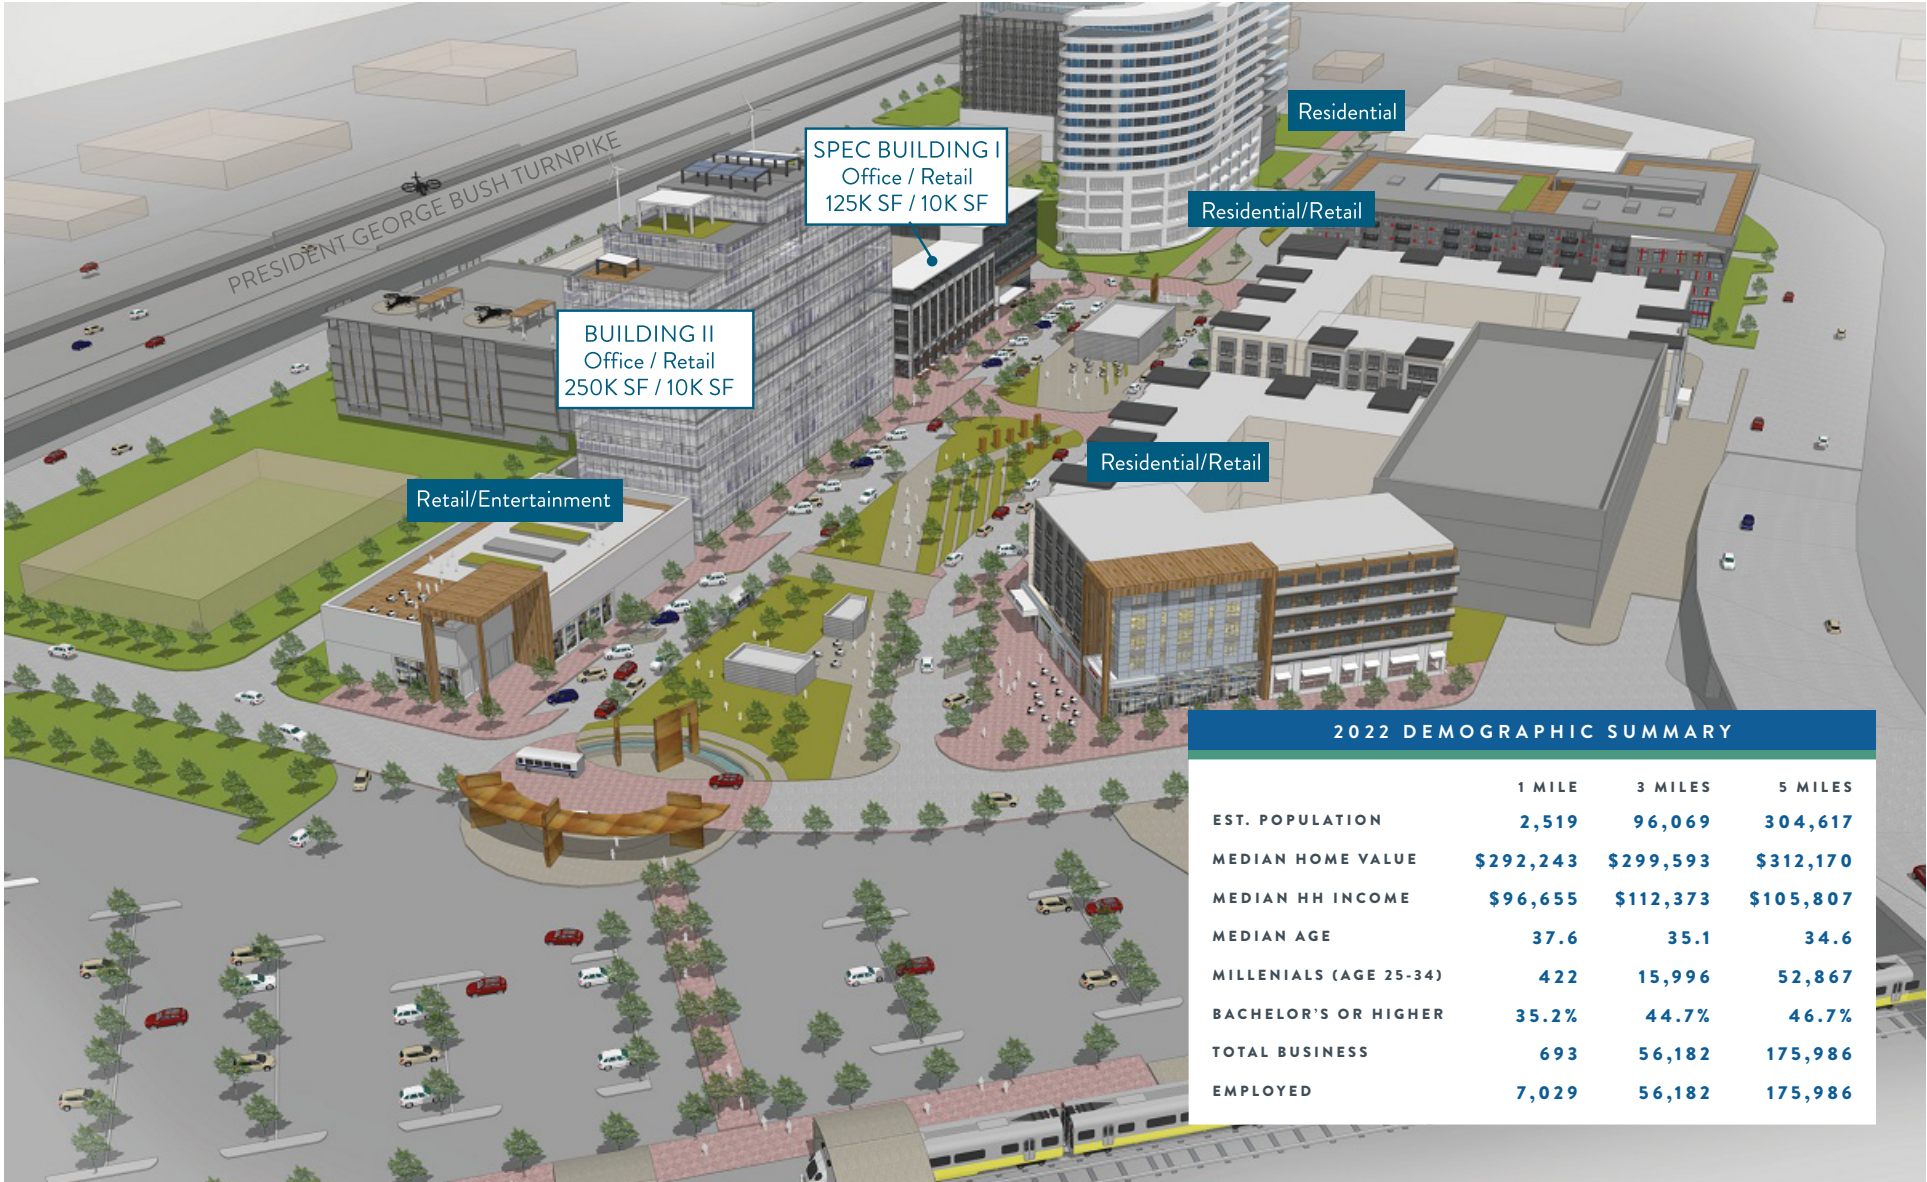 Residential
SPEC BUILDING I
Office / Retail
125K SF / 10K SF
PRESIDENT GEORGE BUSH TURNPIKE
Residential/Retail
BUILDING II
Office / Retail
250K SF / 10K SF
Residential/Retail
Retail/Entertainment
2022 DEMOGRAPHIC SUMMARY
1 MILE 3 MILES 5 MILES
EST. POPULATION 2,519 96,069 304,617
MEDIAN HOME VALUE $292,243 $299,593 $312,170
MEDIAN HH INCOME $96,655 $112,373 $105,807
MEDIAN AGE 37.6 35.1 34.6
MILLENIALS (AGE 25-34) 422 15,996 52,867
BACHELOR'S OR HIGHER 35.2% 44.7% 46.7%
TOTAL BUSINESS 693 56,182 175,986
EMPLOYED 7,029 56,182 175,986